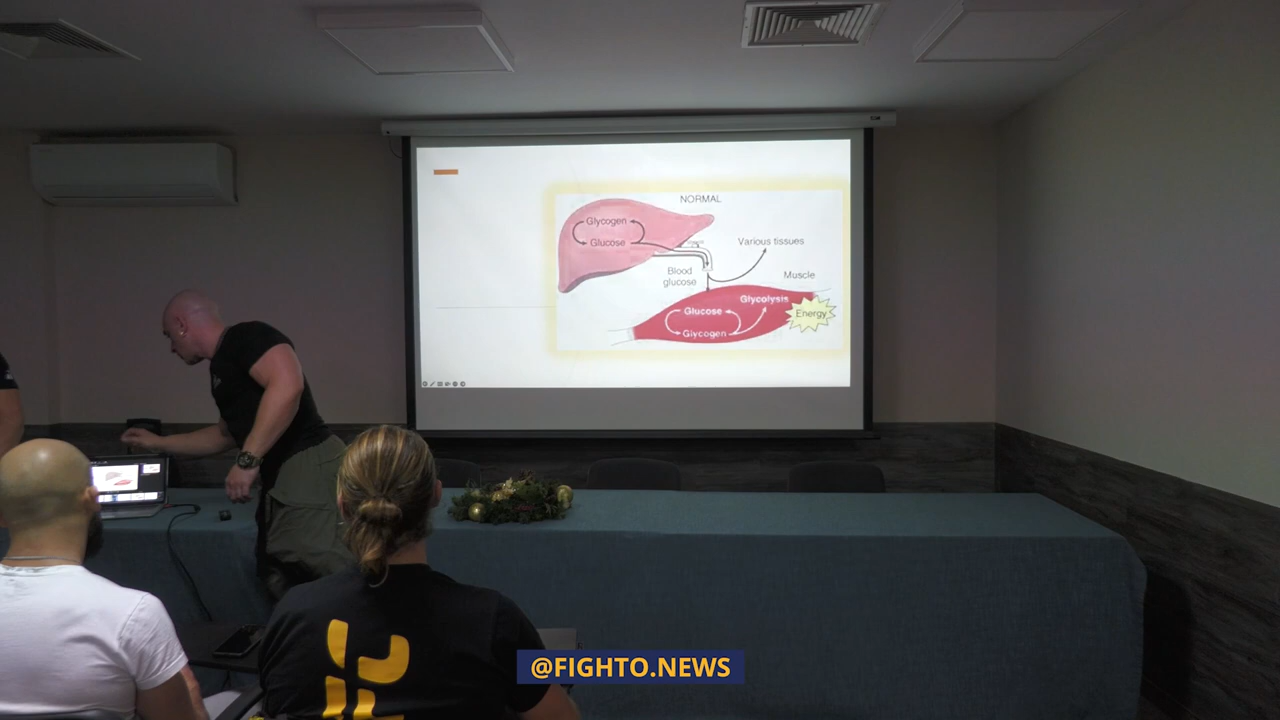 NORMAL
Glycogen
Glucose
Various tissues
Blood
glucose
Muscle
Glycolysis
Glucose
Energy
Glycogen
@FIGHTO.NEWS